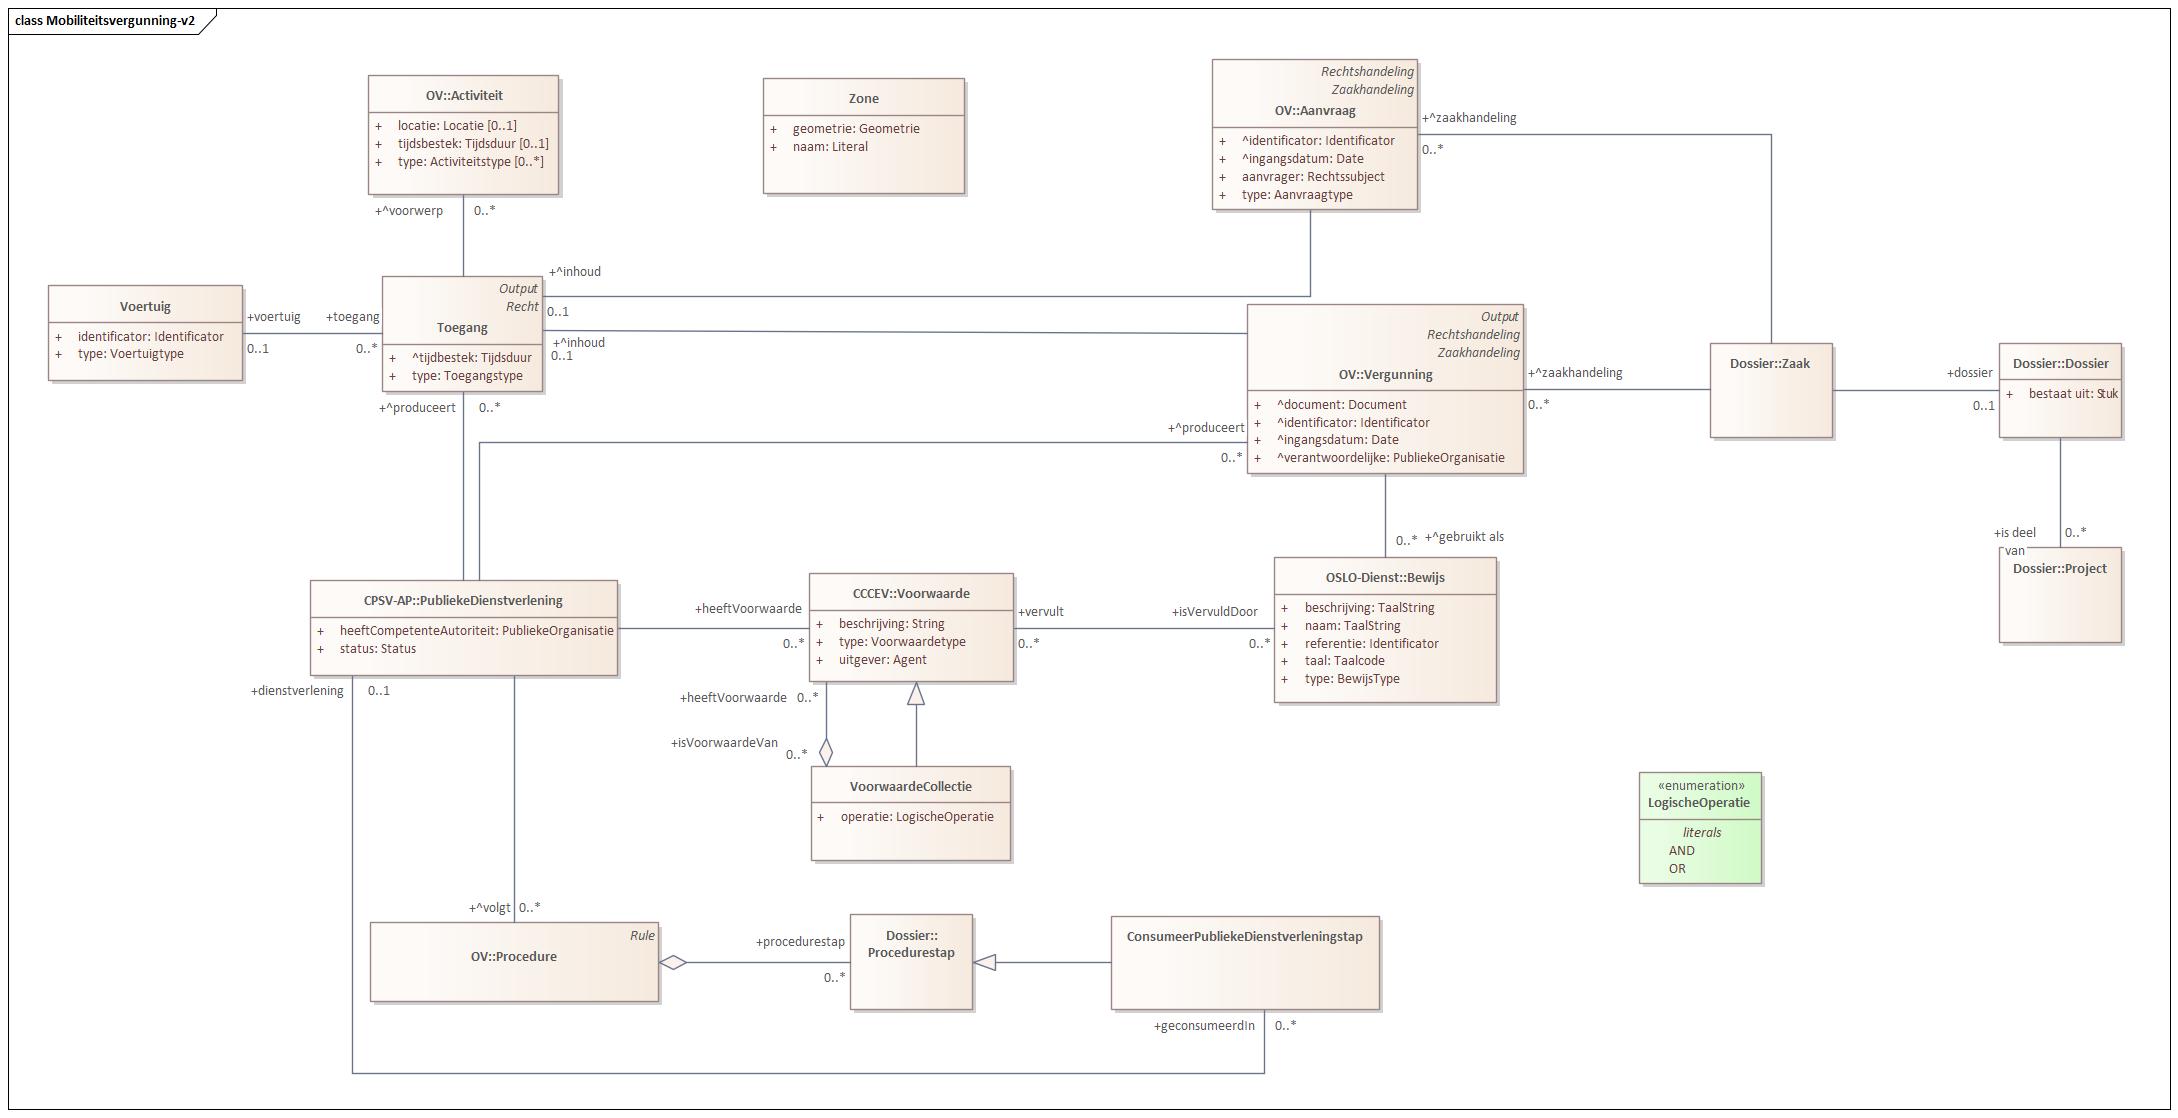 class Mobiliteitsvergunning-v2
OV::Activiteit
+ locatie: Locatie [0..1]
+ tijdsbestek: Tijdsduur [0..1]
+ type: Activiteitstype [0..*]
+^voorwerp 0..*
Zone
+ geometrie: Geometrie
+ naam: Literal
Rechtshandeling
Zaakhandeling
OV::Aanvraag
+ ^identificator: Identificator
+ ^ingangsdatum: Date
+ aanvrager: Rechtssubject
+ type: Aanvraagtype
+^zaakhandeling
0..*
Voertuig
+ identificator: Identificator
+ type: Voertuigtype
+voertuig
0..1
+toegang
0..*
Output
Recht
Toegang
+ ^tijdbestek: Tijdsduur
+ type: Toegangstype
+^inhoud
0..1
+^inhoud
0..1
+^produceert 0..*
Output
Rechtshandeling
Zaakhandeling
OV::Vergunning
+ ^document: Document
+ ^identificator: Identificator
+ ^ingangsdatum: Date
+ ^verantwoordelijke: PubliekeOrganisatie
+^produceert
0..*
+^zaakhandeling
0..*
Dossier::Zaak
+dossier
0..1
Dossier::Dossier
+ bestaat uit: Stuk
+is deel
van
0..*
Dossier::Project
0..* +^gebruikt als
CPSV-AP::PubliekeDienstverlening
+ heeftCompetenteAutoriteit: PubliekeOrganisatie
+ status: Status
+heeftVoorwaarde
0..*
CCCEV::Voorwaarde
+ beschrijving: String
+ type: Voorwaardetype
+ uitgever: Agent
+vervult
0..*
+isVervuldDoor
0..*
OSLO-Dienst::Bewijs
+ beschrijving: TaalString
+ naam: TaalString
+ referentie: Identificator
+ taal: Taalcode
+ type: BewijsType
+dienstverlening 0..1
+heeftVoorwaarde 0..*
+isVoorwaardeVan
0..*
VoorwaardeCollectie
+ operatie: LogischeOperatie
«enumeration»
LogischeOperatie
literals
AND
OR
+^volgt 0..*
Rule
OV::Procedure
+procedurestap
0..*
Dossier::
Procedurestap
ConsumeerPubliekeDienstverleningstap
+geconsumeerdIn 0..*